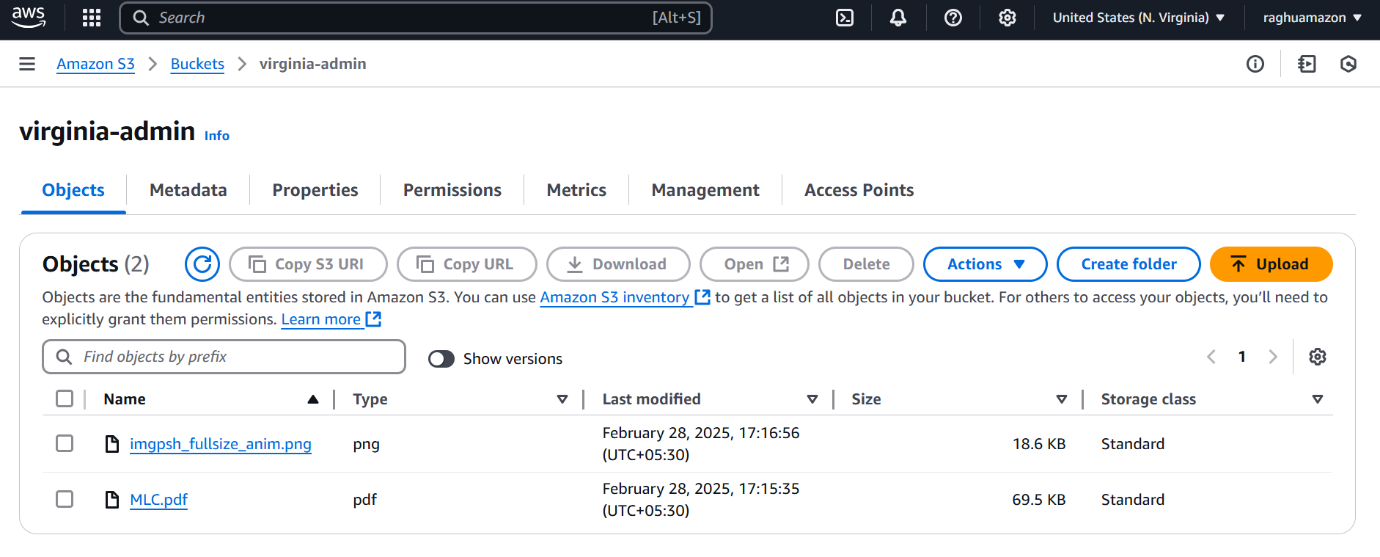 aws Search [Alt+S] United States (N. Virginia) raghuamazon
Amazon S3 Buckets virginia-admin
virginia-admin Info
Objects Metadata Properties Permissions Metrics Management Access Points
Objects (2) Copy S3 URI Copy URL Download Open Delete Actions Create folder Upload
Objects are the fundamental entities stored in Amazon S3. You can use Amazon S3 inventory to get a list of all objects in your bucket. For others to access your objects, you’ll need to
explicitly grant them permissions. Learn more
Find objects by prefix Show versions 1
Name Type Last modified Size Storage class
imgpsh_fullsize_anim.png png February 28, 2025, 17:16:56 18.6 KB Standard
(UTC+05:30)
MLC.pdf pdf February 28, 2025, 17:15:35 69.5 KB Standard
(UTC+05:30)